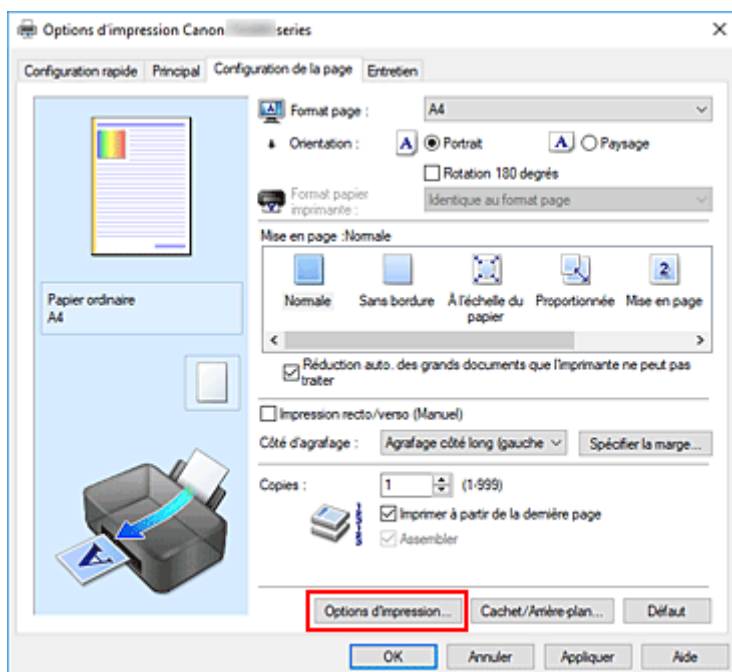 Options d'impression Canon series
Configuration rapide Principal Configuration de la page Entretien
Format page : A4
Orientation : A Portrait A Paysage
Rotation 180 degrés
Format papier imprimante : Identique au format page
Mise en page :Normale
2
Normale Sans bordure À l'échelle du papier Proportionnée Mise en page
Papier ordinaire
A4
Réduction auto. des grands documents que l'imprimante ne peut pas
traiter
Impression recto/verso (Manuel)
Côté d'agrafage : Agrafage côté long (gauche Spécifier la marge...
Copies : 1 (1-999)
Imprimer à partir de la dernière page
Assembler
A
Options d'impression... Cachet/Arrière-plan... Défaut
OK Annuler Appliquer Aide